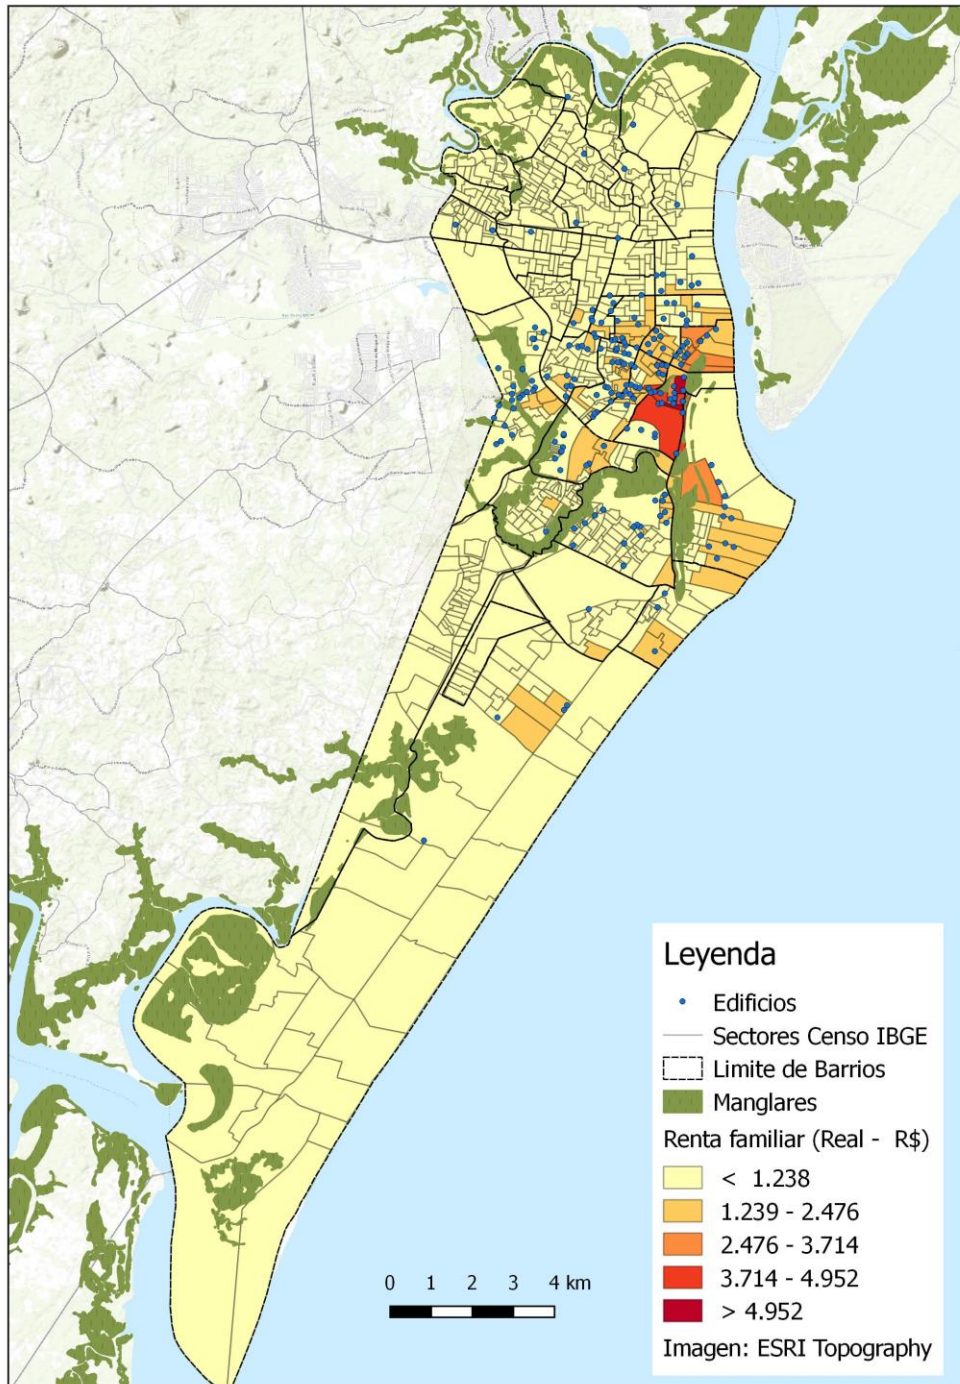 Leyenda
Edificios
Sectores Censo IBGE
Limite de Barrios
Manglares
Renta familiar (Real - R$)
< 1.238
1.239 - 2.476
2.476 - 3.714
3.714 - 4.952
> 4.952
Imagen: ESRI Topography
0 1 2 3 4 km